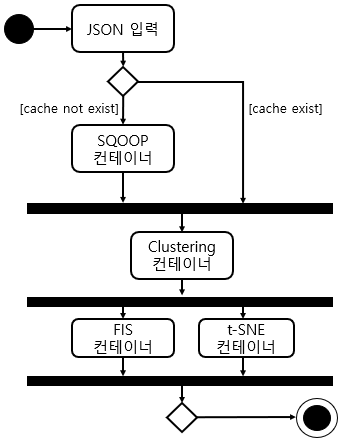 JSON 입력
[cache not exist]
[cache exist]
SQOOP
컨테이너
Clustering
컨테이너
FIS
컨테이너
t-SNE
컨테이너